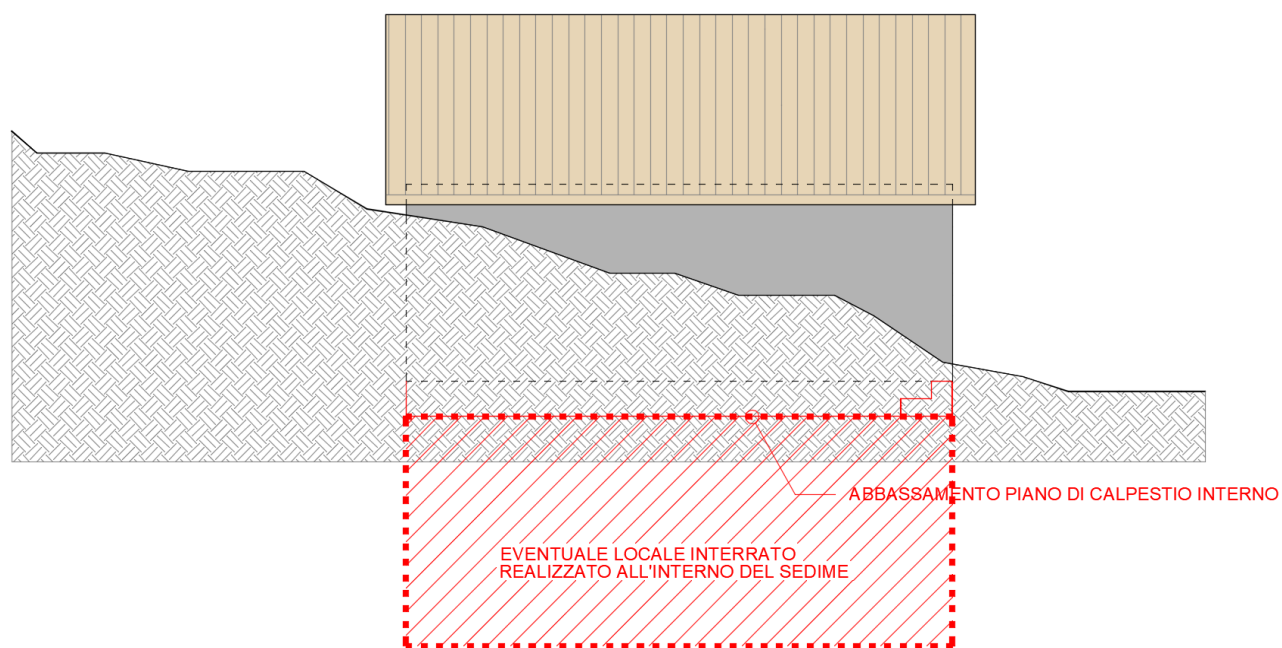 ABBASSAMENTO PIANO DI CALPESTIO INTERNO
EVENTUALE LOCALE INTERRATO
REALIZZATO ALL'INTERNO DEL SEDIME